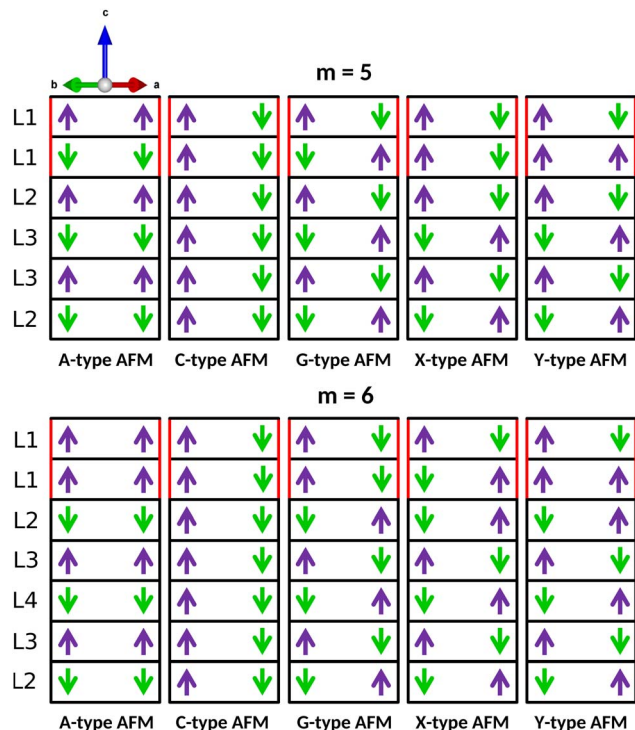 c
b a
m = 5
L1
L1
L2
L3
L3
L2
A-type AFM C-type AFM G-type AFM X-type AFM Y-type AFM
m = 6
L1
L1
L2
L3
L4
L3
L2
A-type AFM C-type AFM G-type AFM X-type AFM Y-type AFM